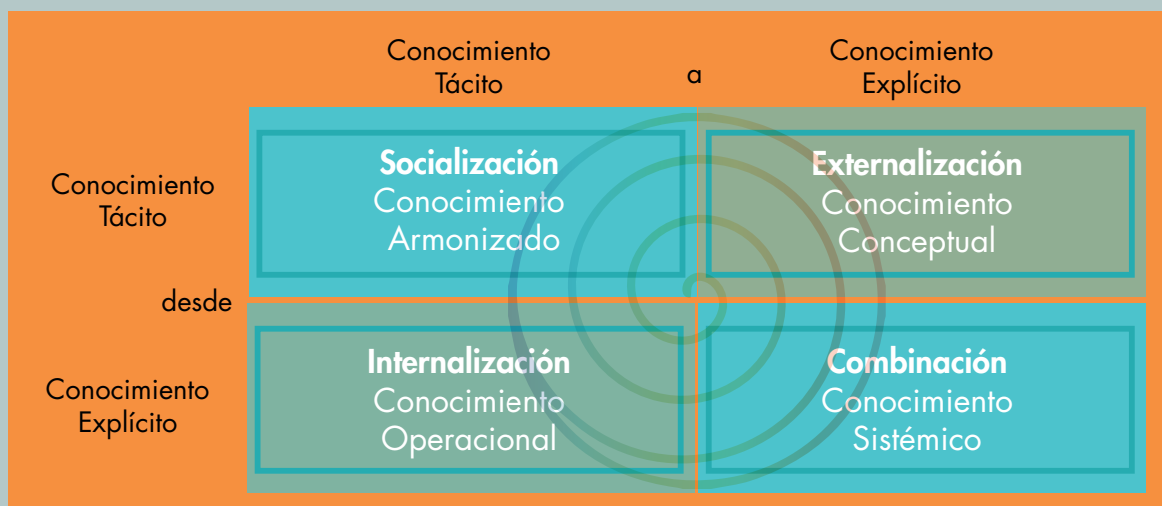 Conocimiento
Tácito
a
Conocimiento
Explícito
Conocimiento
Tácito
Socialización
Conocimiento
Armonizado
Externalización
Conocimiento
Conceptual
desde
Conocimiento
Explícito
Internalización
Conocimiento
Operacional
Combinación
Conocimiento
Sistémico